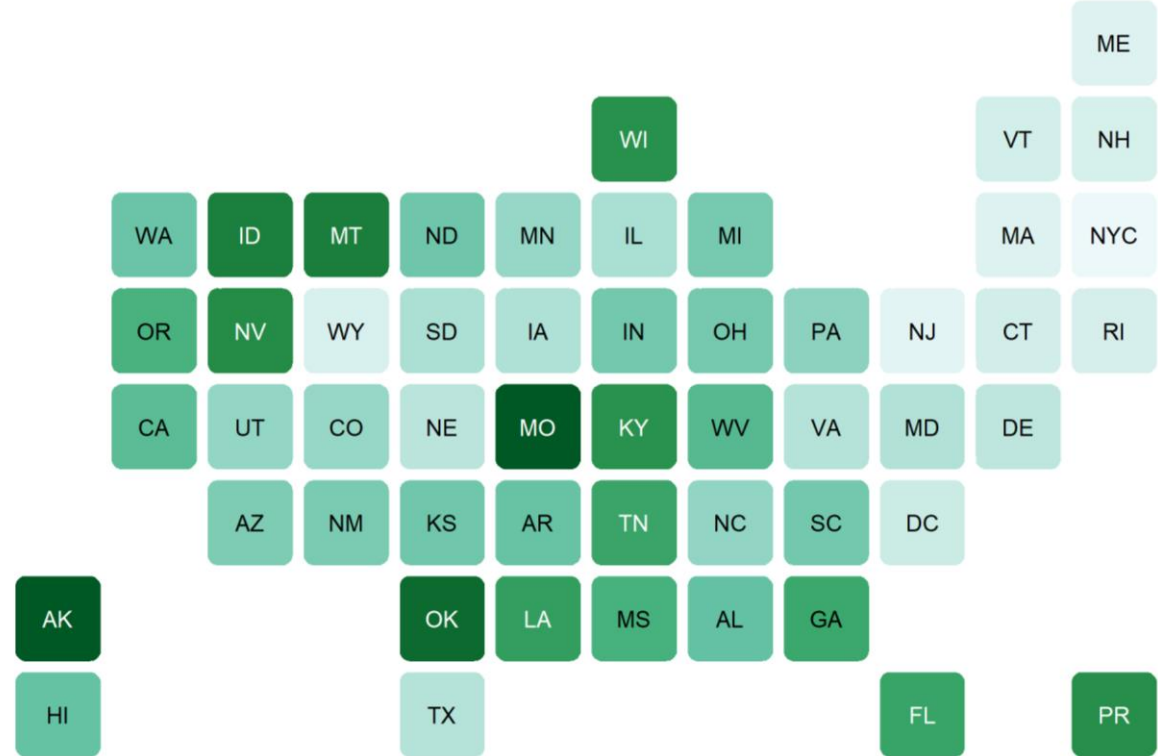 ME
WI VT NH
WA ID MT ND MN IL MI MA NYC
OR NV WY SD IA IN OH PA NJ CT RI
CA UT CO NE MO KY WV VA MD DE
AZ NM KS AR TN NC SC DC
AK OK LA MS AL GA
HI TX FL PR